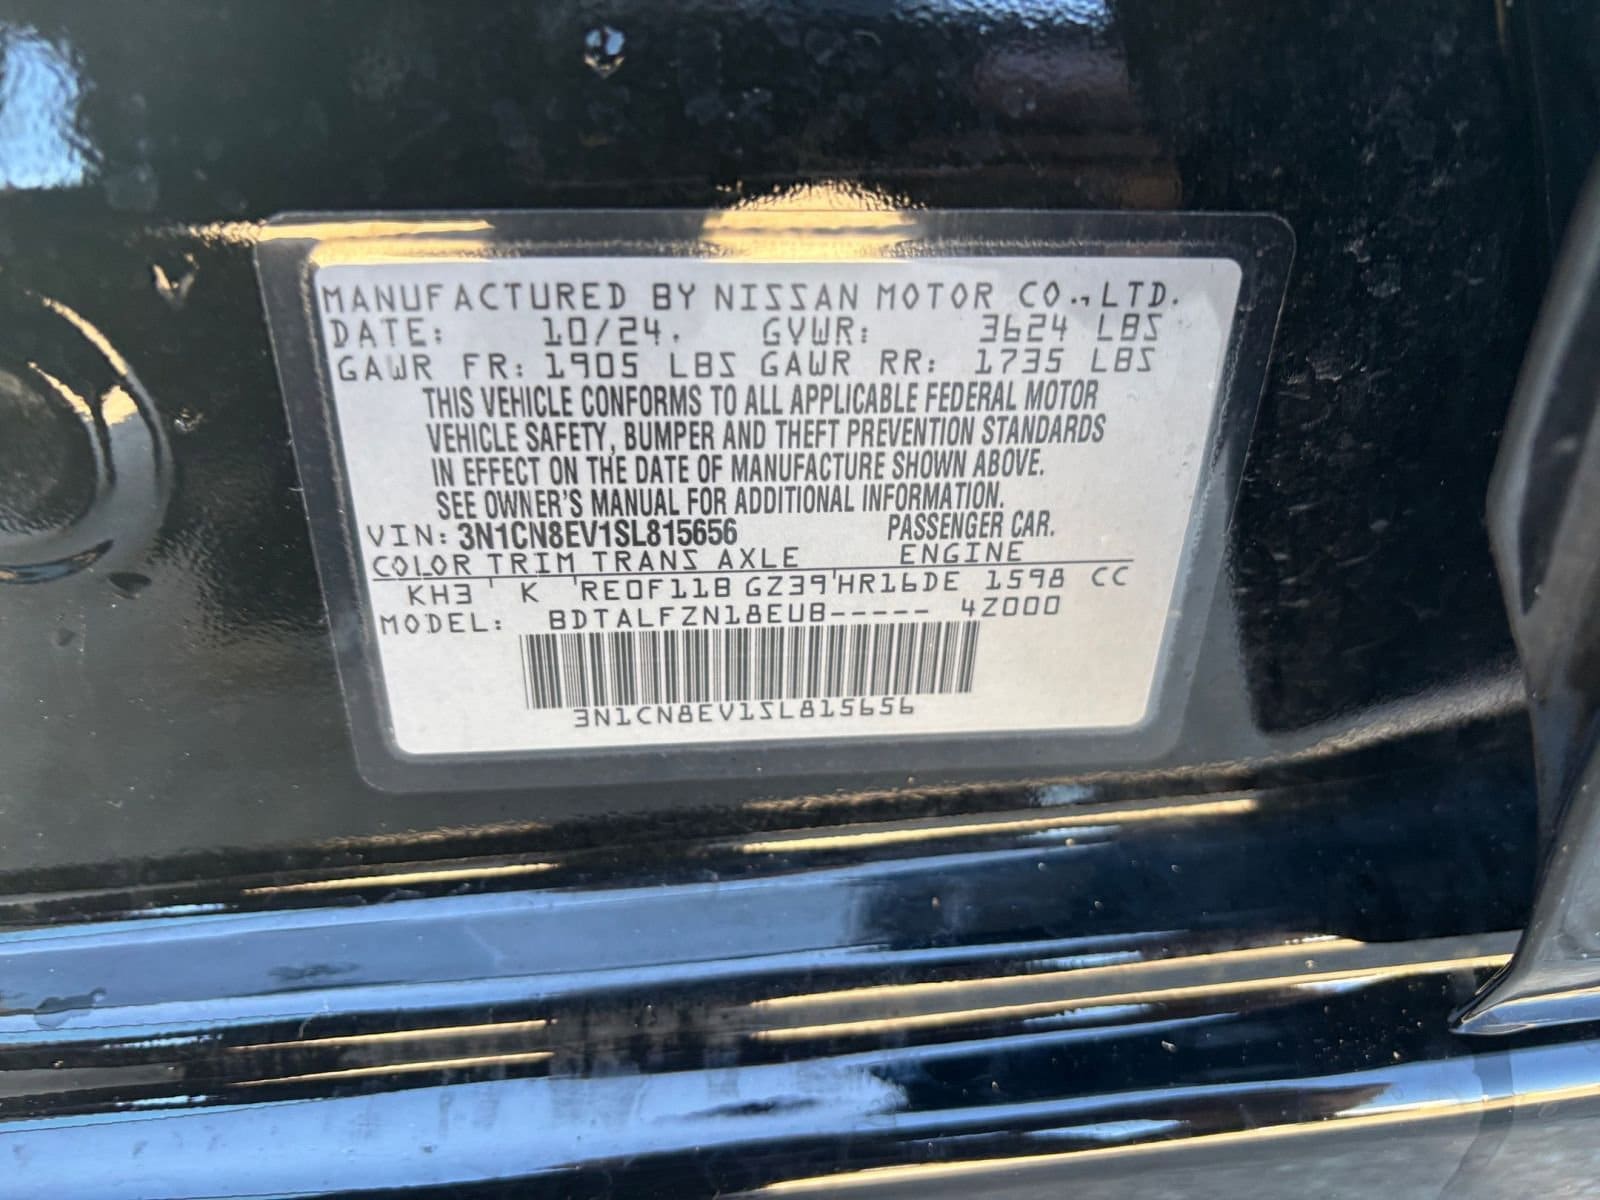 MANUFACTURED BY NISSAN MOTOR CO.,LTD.
DATE: 10/24. GVWR: 3624 LBS
GAWR FR: 1905 LBS GAWR RR: 1735 LBS
THIS VEHICLE CONFORMS TO ALL APPLICABLE FEDERAL MOTOR
VEHICLE SAFETY, BUMPER AND THEFT PREVENTION STANDARDS
IN EFFECT ON THE DATE OF MANUFACTURE SHOWN ABOVE.
SEE OWNER'S MANUAL FOR ADDITIONAL INFORMATION.
VIN: 3N1CN8EV1SL815656 PASSENGER CAR.
COLOR TRIM TRANS AXLE ENGINE
KH3 ' K ' RE0F11B GZ39 ' HR16DE 1598 CC
MODEL: BDTALFZN18EUB----- 4Z000
3N1CN8EV1SL815656